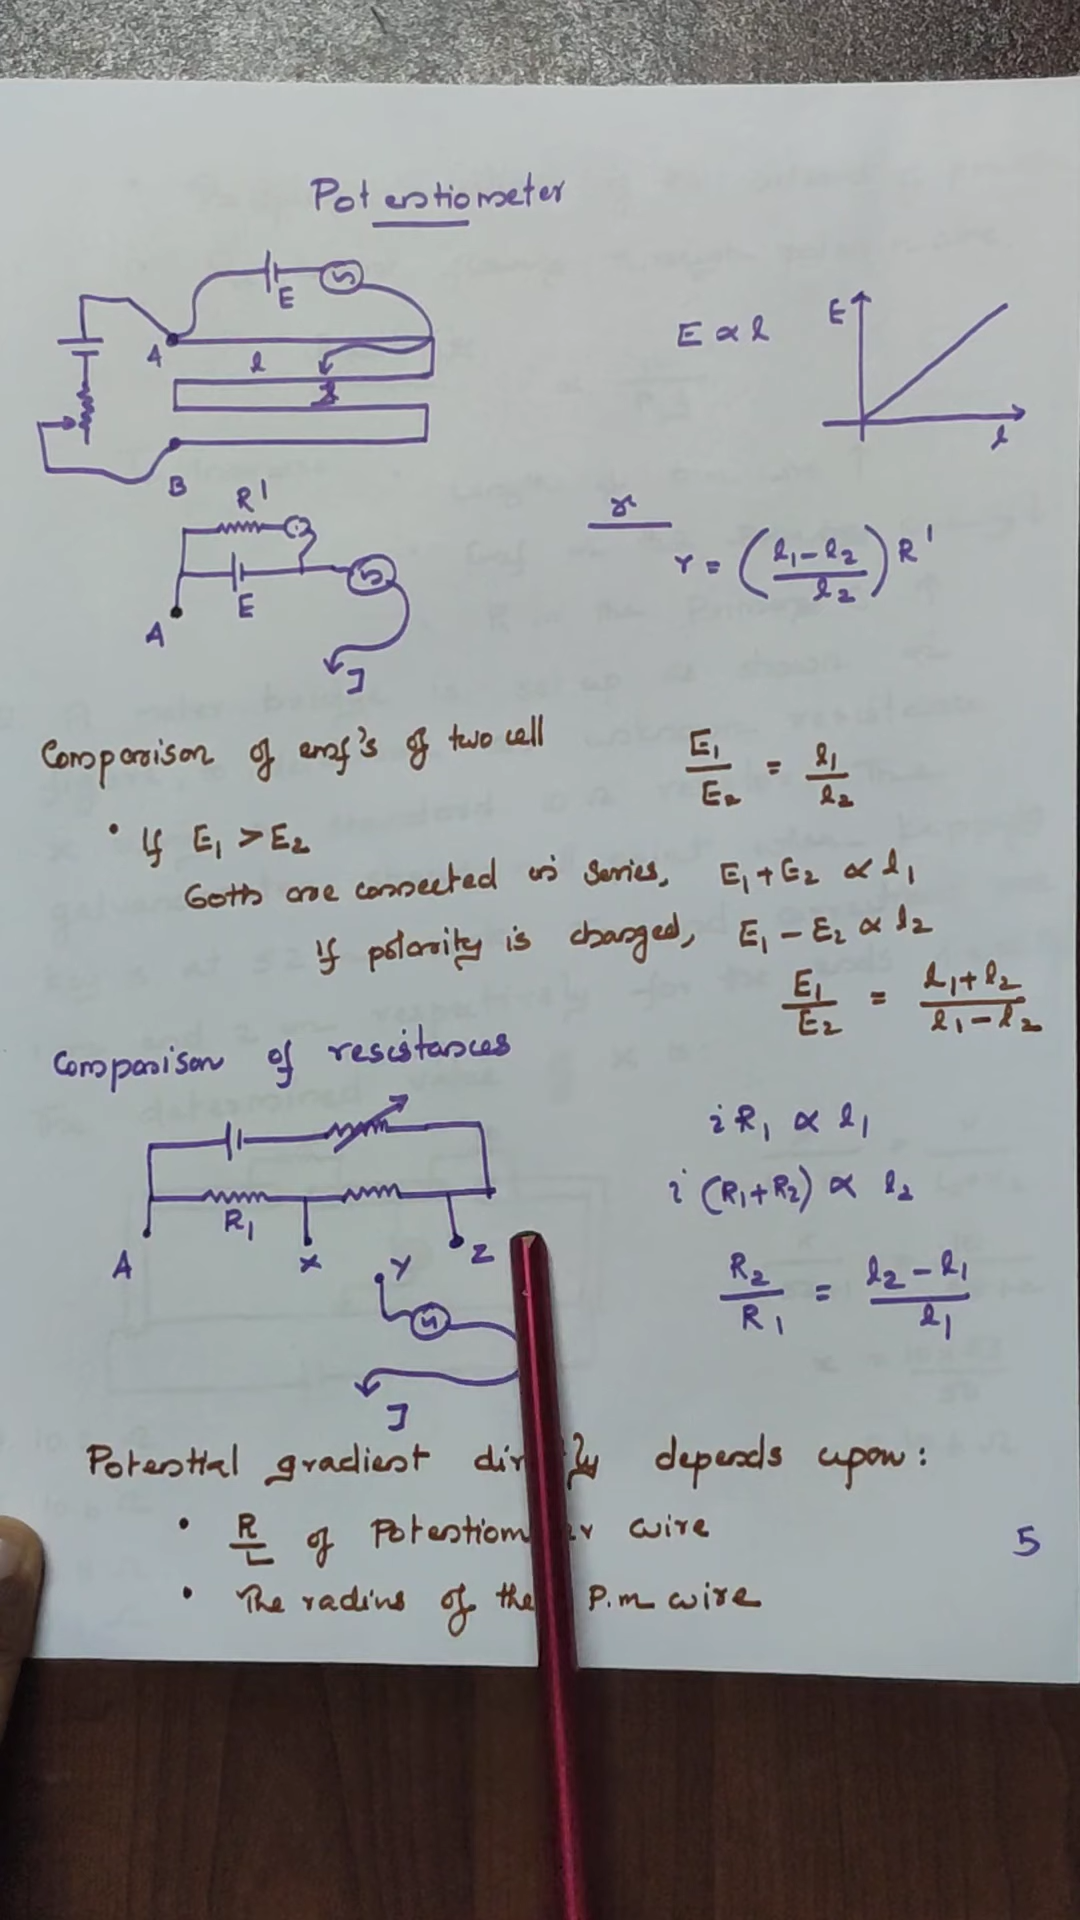 Potentiometer
E
A
l
B
E ∝ l
E
l
R'
E
A
J
r
r = (l₁-l₂/l₂) R'
Comparison of emf's of two cell
E₁/E₂ = l₁/l₂
• If E₁ > E₂
Both are connected in series, E₁+E₂ ∝ l₁
If polarity is changed, E₁ - E₂ ∝ l₂
E₁/E₂ = l₁+l₂/l₁-l₂
Comparison of resistances
i R₁ ∝ l₁
i (R₁+R₂) ∝ l₂
R₁
A
X
Z
Y
R₂/R₁ = l₂-l₁/l₁
J
Potential gradient depends upon:
• R/L of wire
5
• The radius of the P.m wire